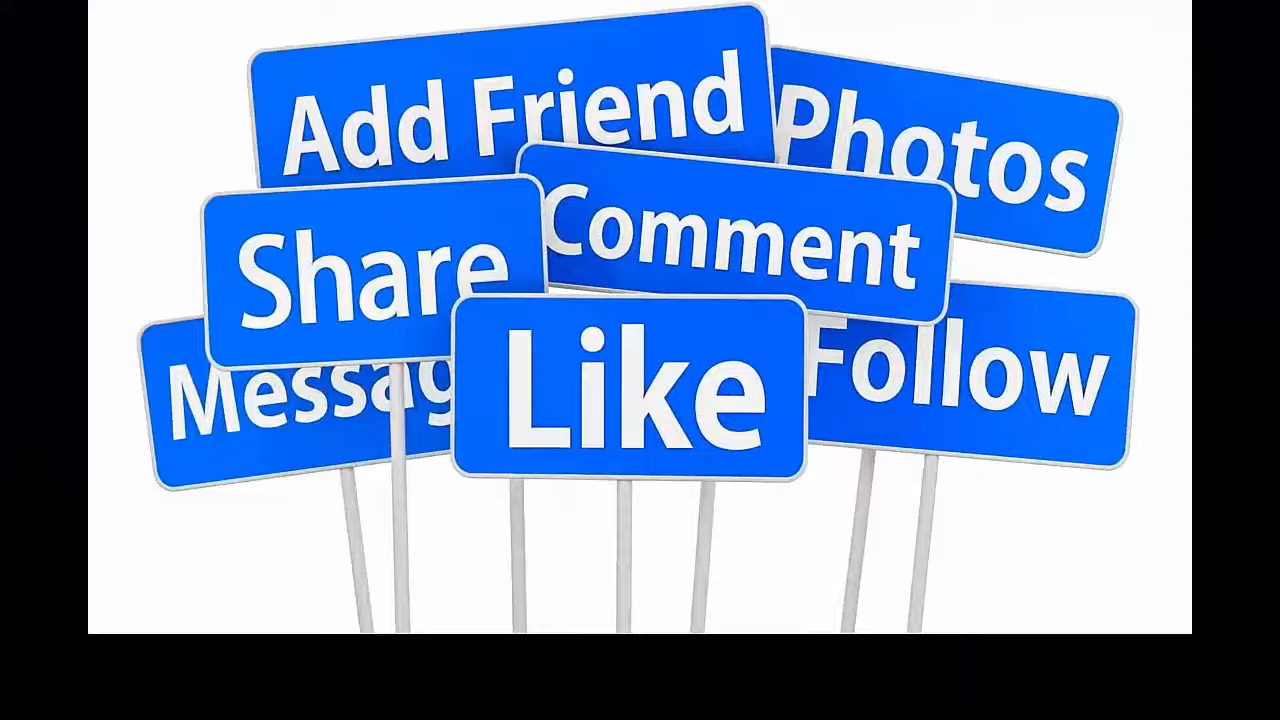 Add Friend
Photos
Comment
Share
Messag
Like
Follow